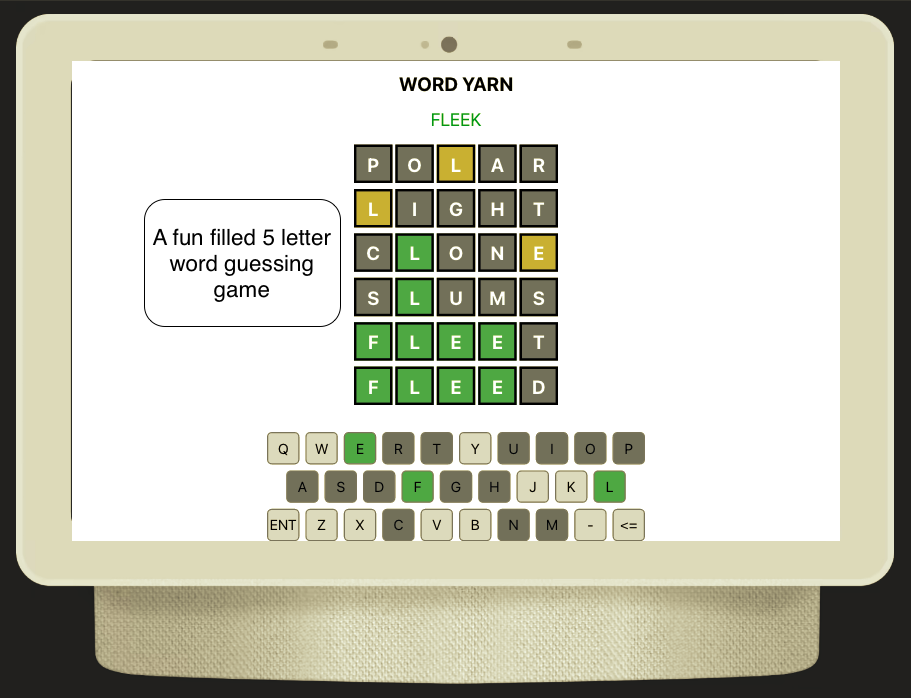 WORD YARN
FLEEK
P O L A R
L I G H T
A fun filled 5 letter
word guessing
game
C L O N E
S L U M S
F L E E T
F L E E D
Q W E R T Y U I O P
A S D F G H J K L
ENT Z X C V B N M - <=